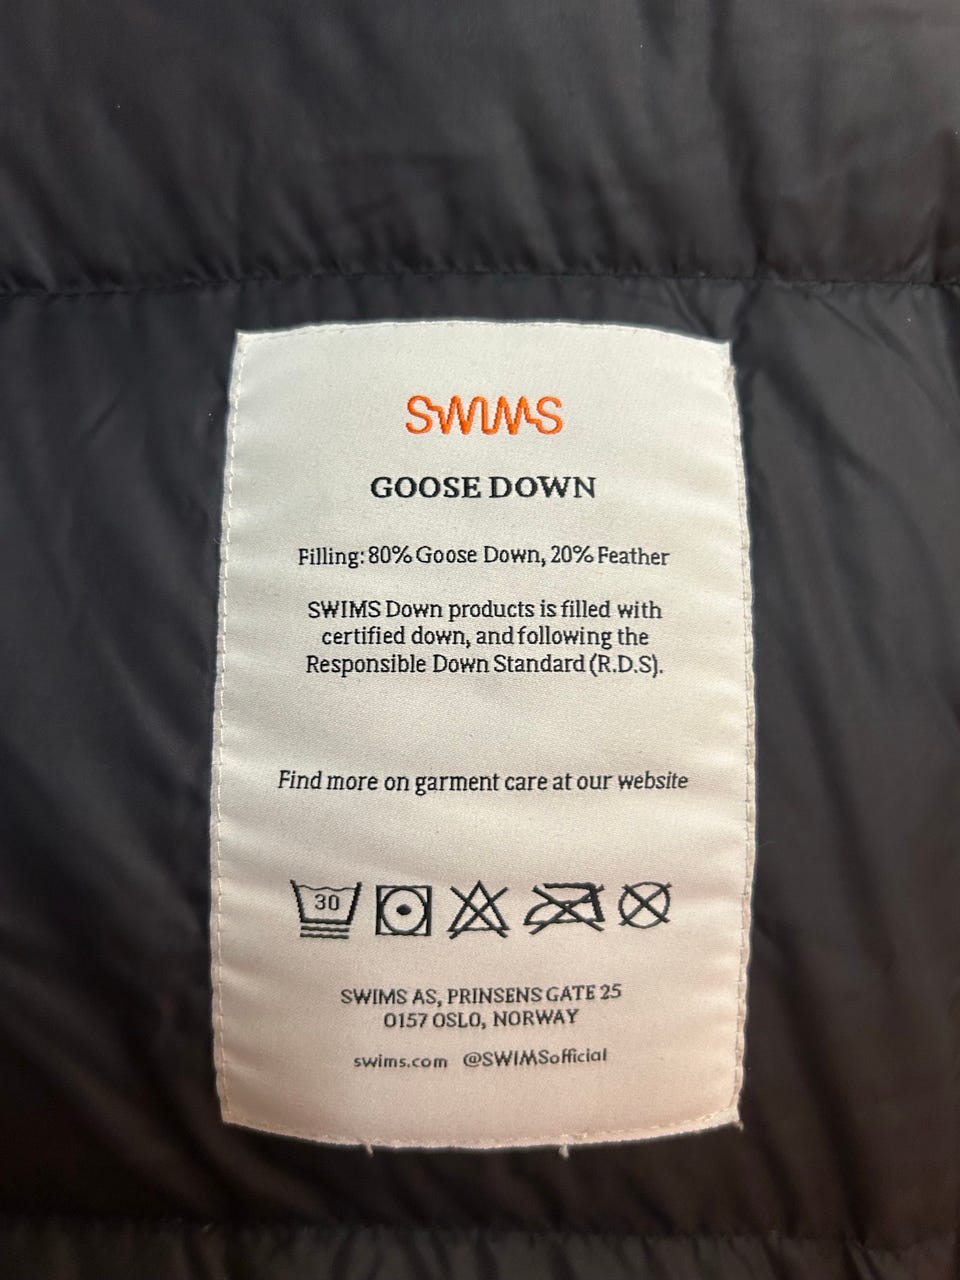 SWIMS
GOOSE DOWN
Filling: 80% Goose Down, 20% Feather
SWIMS Down products is filled with
certified down, and following the
Responsible Down Standard (R.D.S).
Find more on garment care at our website
30
SWIMS AS, PRINSENS GATE 25
0157 OSLO, NORWAY
swims.com @SWIMSofficial